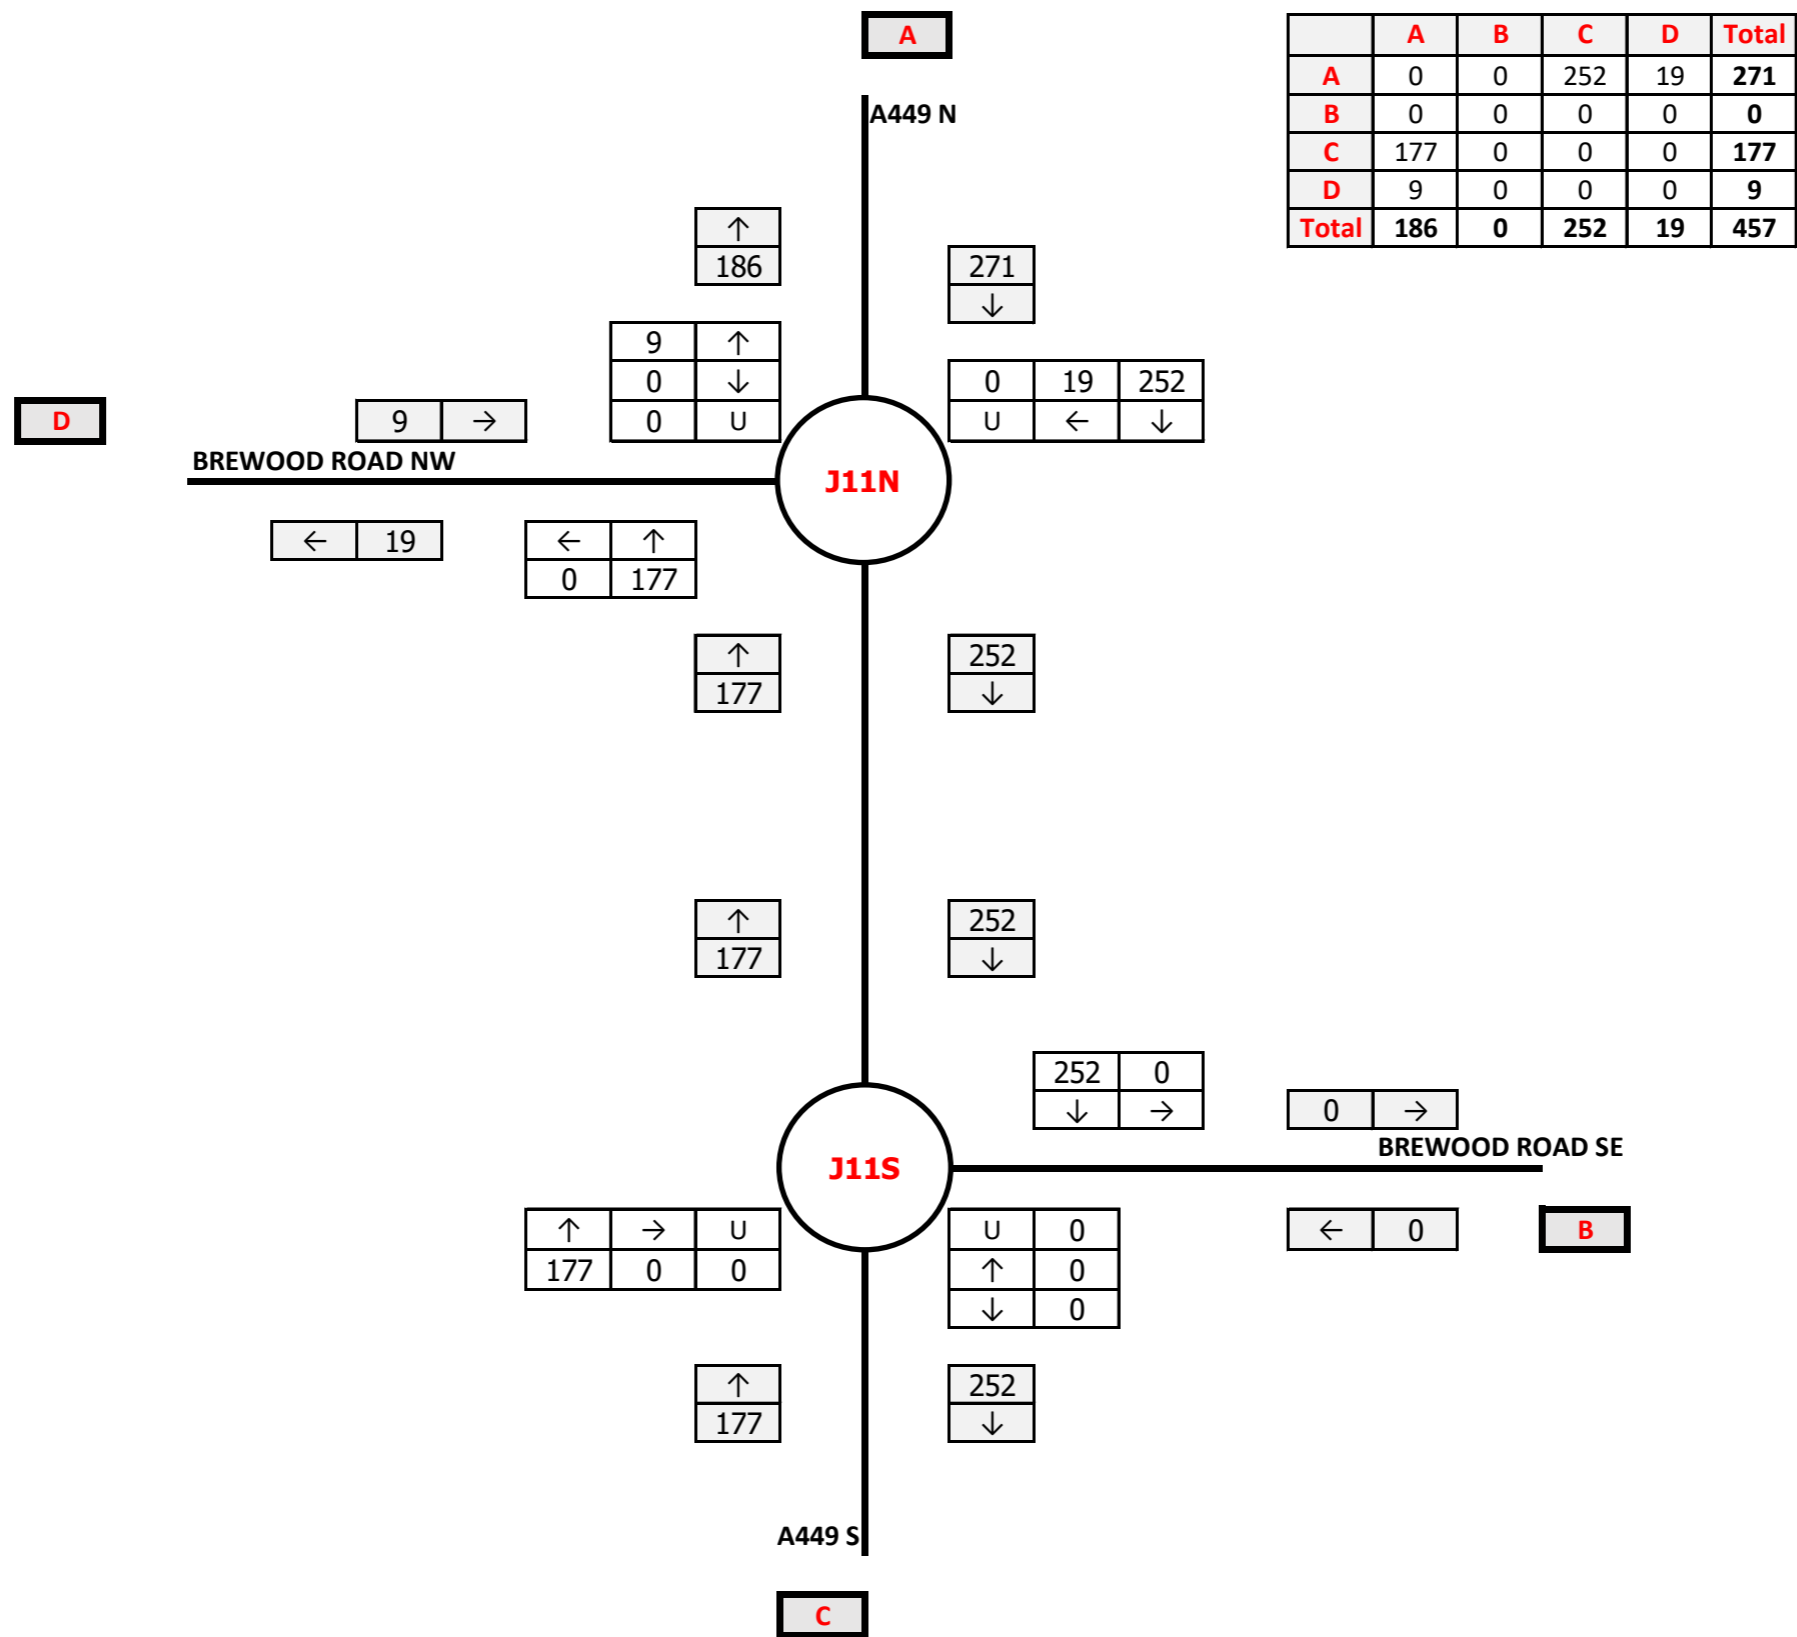 A
A B C D Total
A 0 0 252 19 271
B 0 0 0 0 0
C 177 0 0 0 177
D 9 0 0 0 9
Total 186 0 252 19 457
A449 N
↑
186
271
↓
9 ↑
0 ↓
0 U
0 19 252
U ← ↓
D
9 →
BREWOOD ROAD NW
J11N
← 19
← ↑
0 177
↑
177
252
↓
↑
177
252
↓
252 0
↓ →
0 →
BREWOOD ROAD SE
J11S
↑ → U
177 0 0
U 0
↑ 0
↓ 0
← 0
B
↑
177
252
↓
A449 S
C